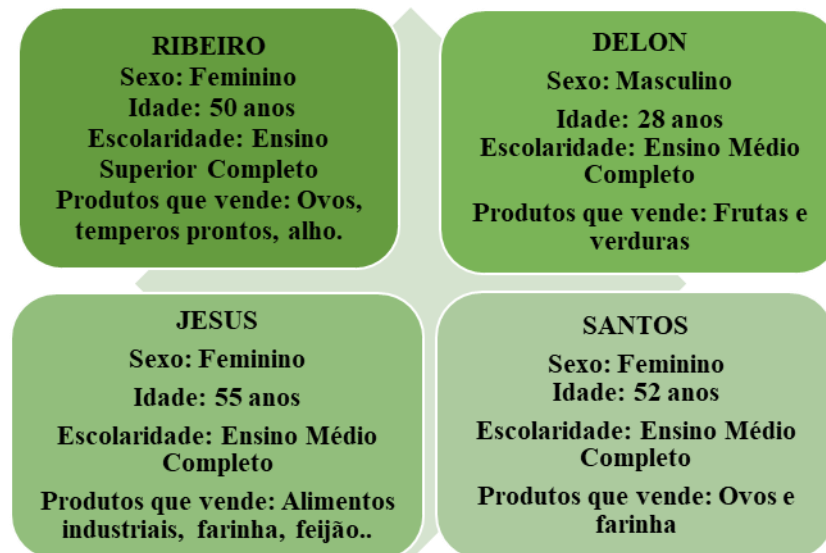 RIBEIRO
Sexo: Feminino
Idade: 50 anos
Escolaridade: Ensino
Superior Completo
Produtos que vende: Ovos,
temperos prontos, alho.
DELON
Sexo: Masculino
Idade: 28 anos
Escolaridade: Ensino Médio
Completo
Produtos que vende: Frutas e
verduras
JESUS
Sexo: Feminino
Idade: 55 anos
Escolaridade: Ensino Médio
Completo
Produtos que vende: Alimentos
industriais, farinha, feijão..
SANTOS
Sexo: Feminino
Idade: 52 anos
Escolaridade: Ensino Médio
Completo
Produtos que vende: Ovos e
farinha